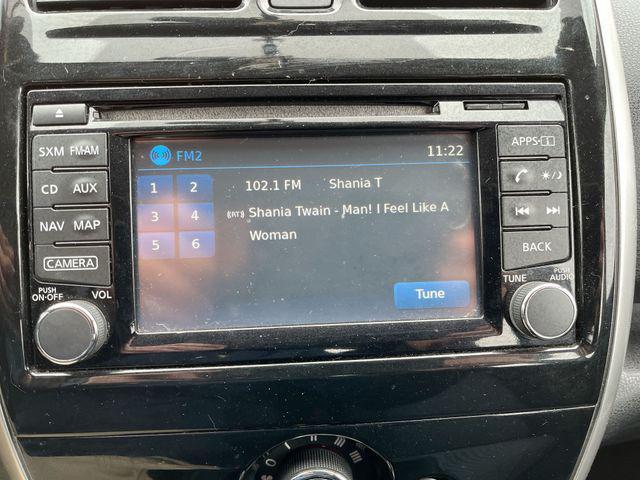 SXM FM·AM
CD AUX
NAV MAP
CAMERA
PUSH
ON·OFF VOL
FM2 11:22
1 2
3 4
5 6
102.1 FM Shania T
Shania Twain - Man! I Feel Like A
Woman
Tune
APPS·i
BACK
TUNE PUSH
AUDIO